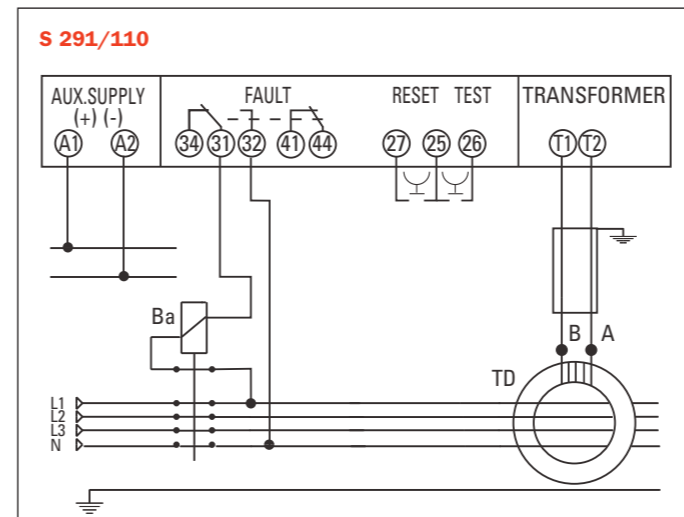 S 291/110
AUX.SUPPLY FAULT RESET TEST TRANSFORMER
(+) (-)
A1 A2 34 31 32 41 44 27 25 26 T1 T2
Ba
B A
TD
L1
L2
L3
N